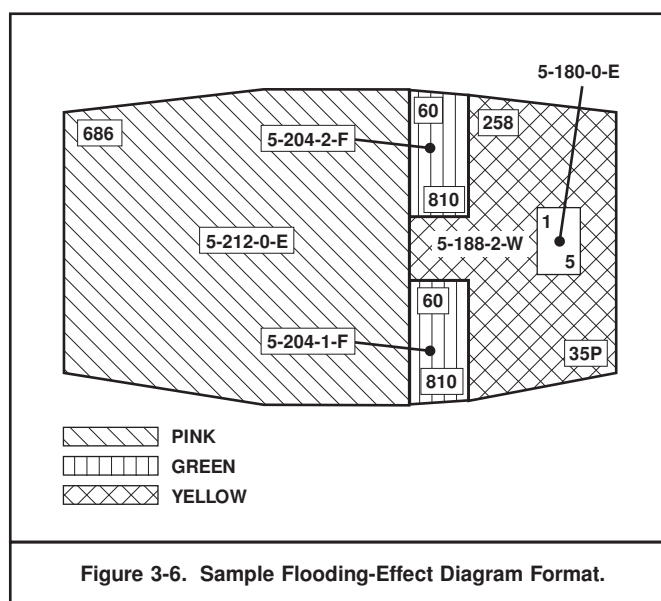 5-180-0-E
686
60
258
5-204-2-F
810
1
5-212-0-E
5-188-2-W
5
60
5-204-1-F
35P
810
PINK
GREEN
YELLOW
Figure 3-6. Sample Flooding-Effect Diagram Format.